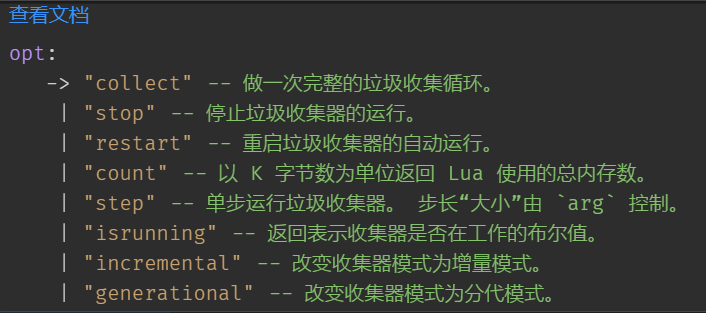 查看文档
opt:
-> "collect" -- 做一次完整的垃圾收集循环。
| "stop" -- 停止垃圾收集器的运行。
| "restart" -- 重启垃圾收集器的自动运行。
| "count" -- 以 K 字节数为单位返回 Lua 使用的总内存数。
| "step" -- 单步运行垃圾收集器。 步长“大小”由 `arg` 控制。
| "isrunning" -- 返回表示收集器是否在工作的布尔值。
| "incremental" -- 改变收集器模式为增量模式。
| "generational" -- 改变收集器模式为分代模式。